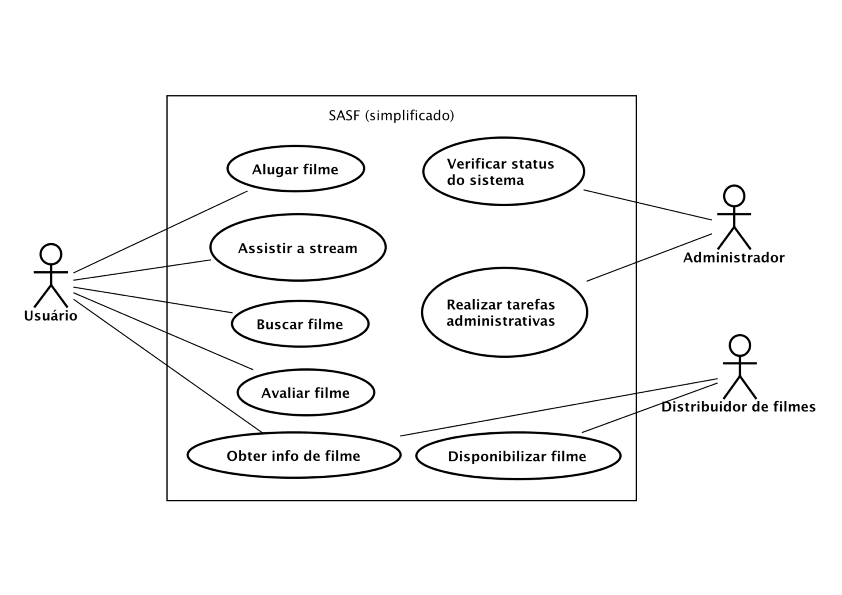 SASF (simplificado)
Alugar filme
Verificar status
do sistema
Assistir a stream
Administrador
Usuário
Buscar filme
Realizar tarefas
administrativas
Avaliar filme
Distribuidor de filmes
Obter info de filme
Disponibilizar filme